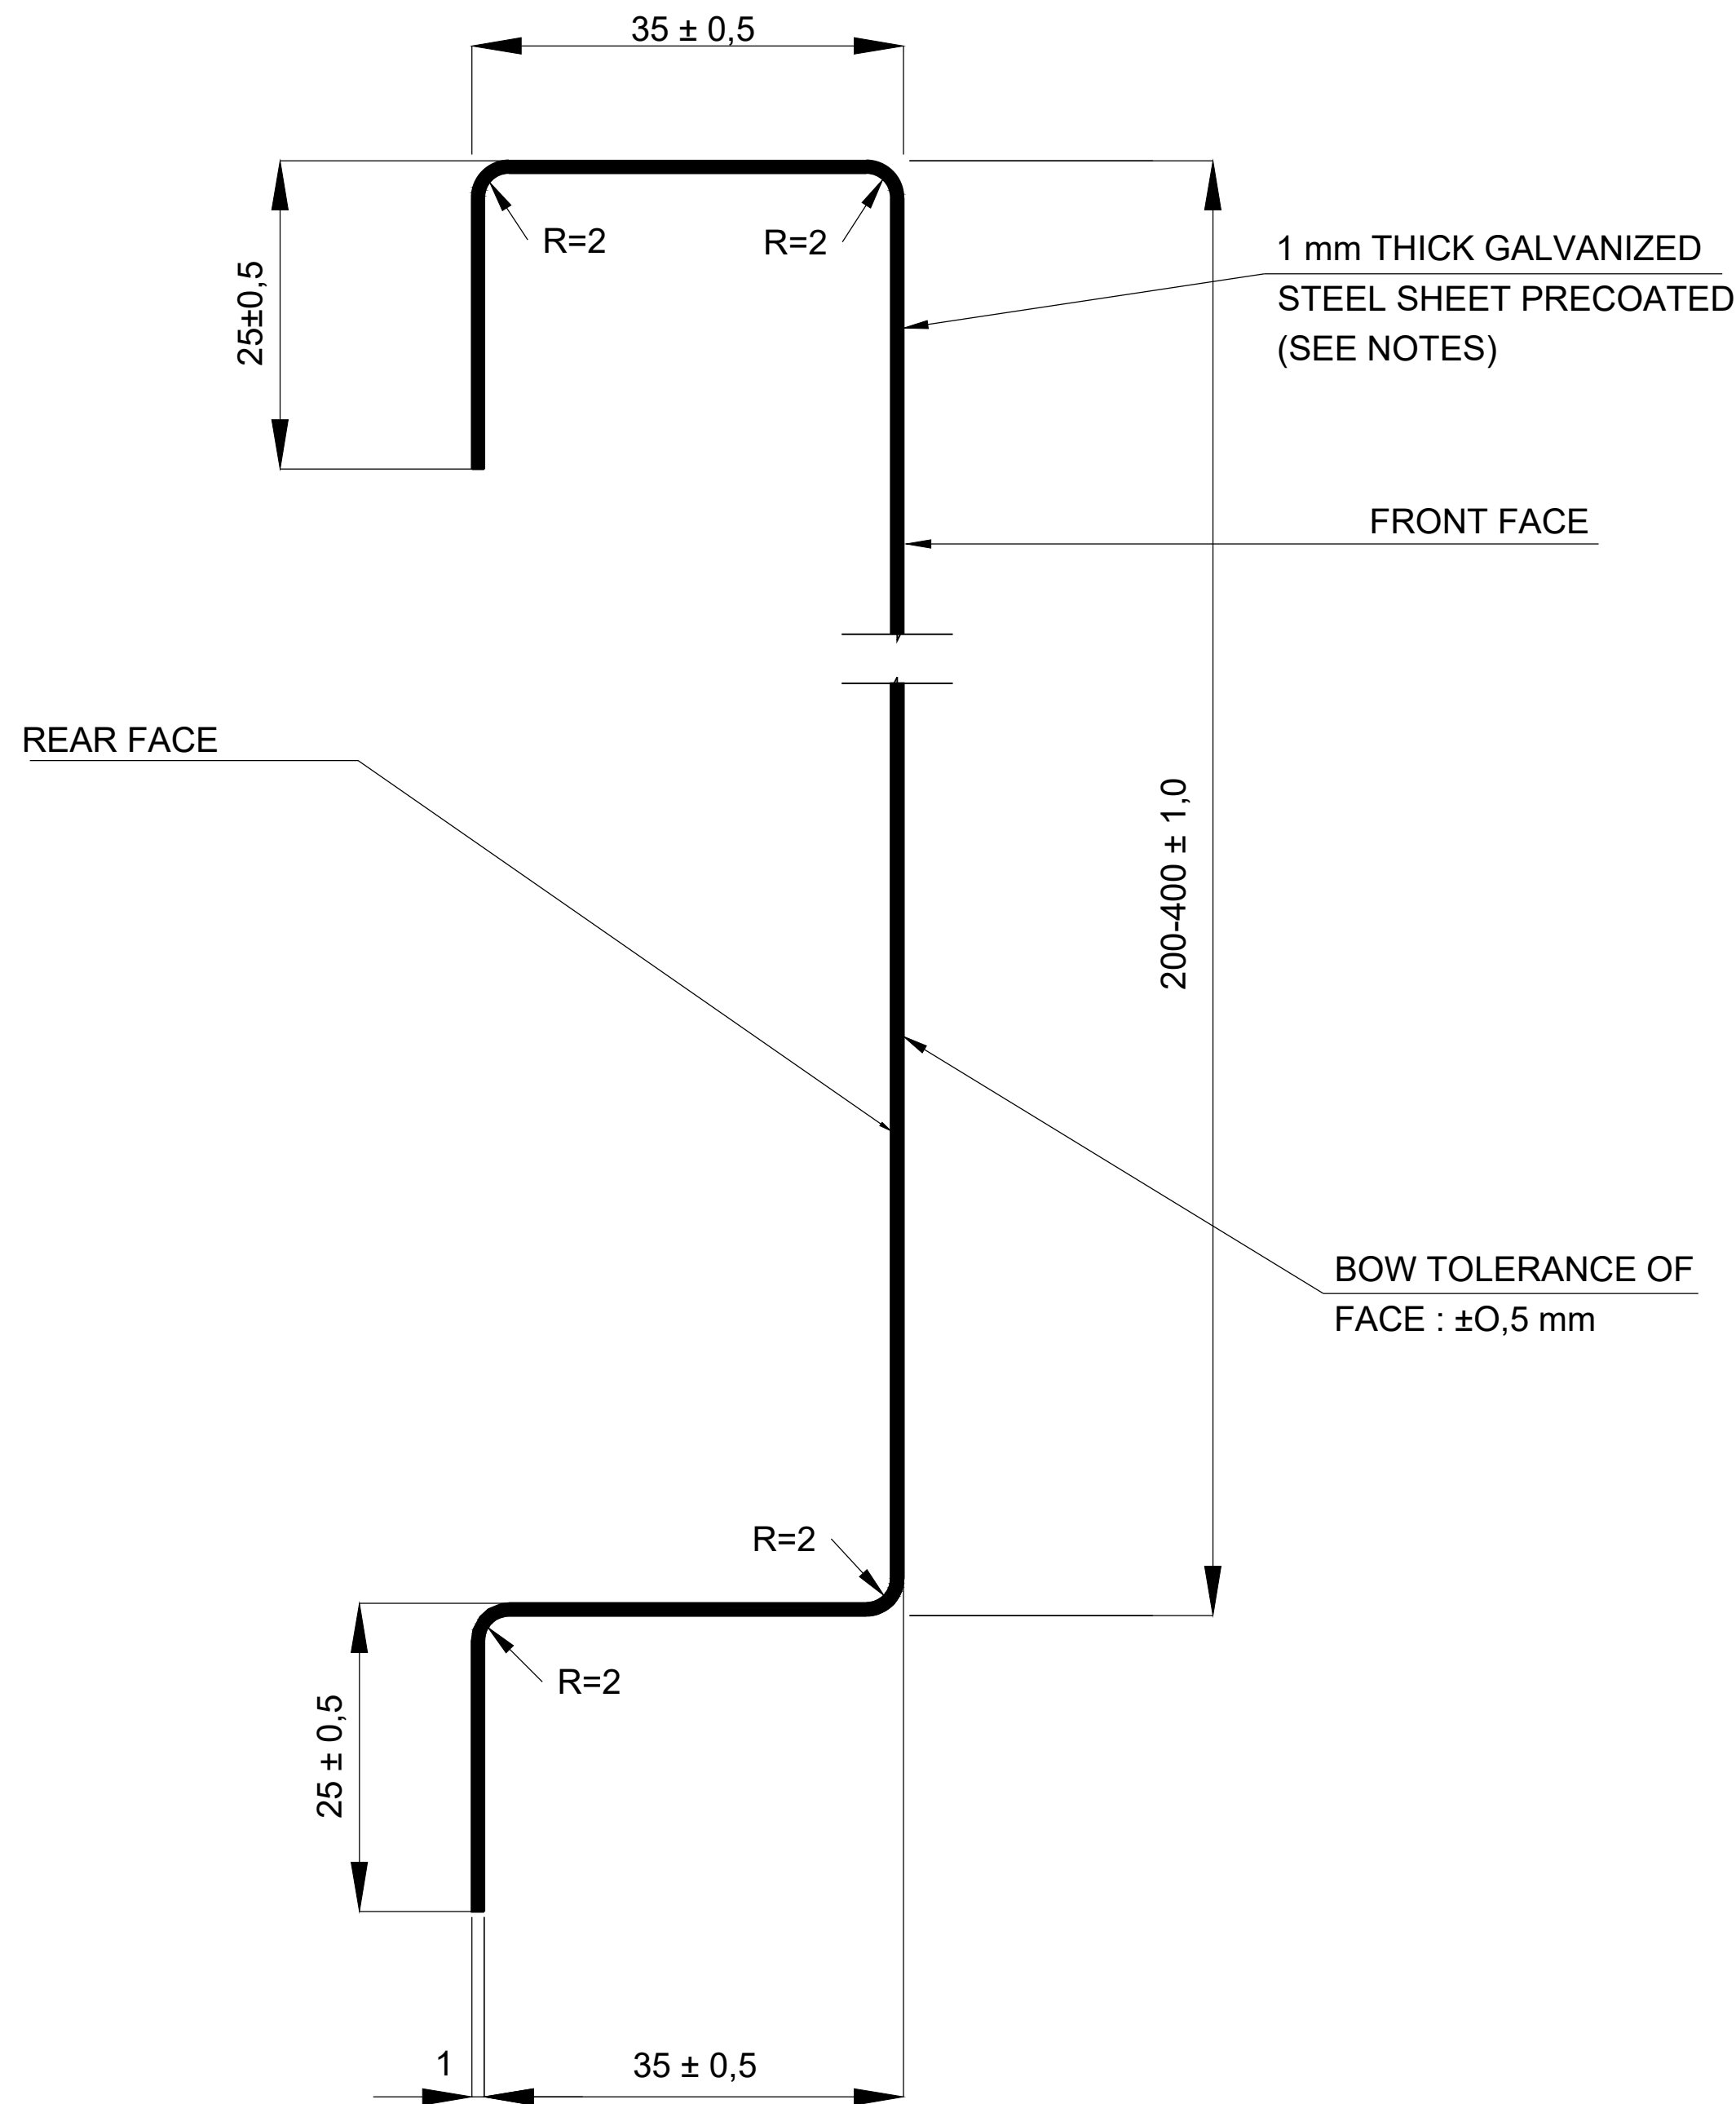 35 ± 0,5
R=2
R=2
1 mm THICK GALVANIZED
STEEL SHEET PRECOATED
(SEE NOTES)
25±0,5
FRONT FACE
REAR FACE
200-400 ± 1,0
BOW TOLERANCE OF
FACE : ±O,5 mm
R=2
R=2
25 ± 0,5
1
35 ± 0,5